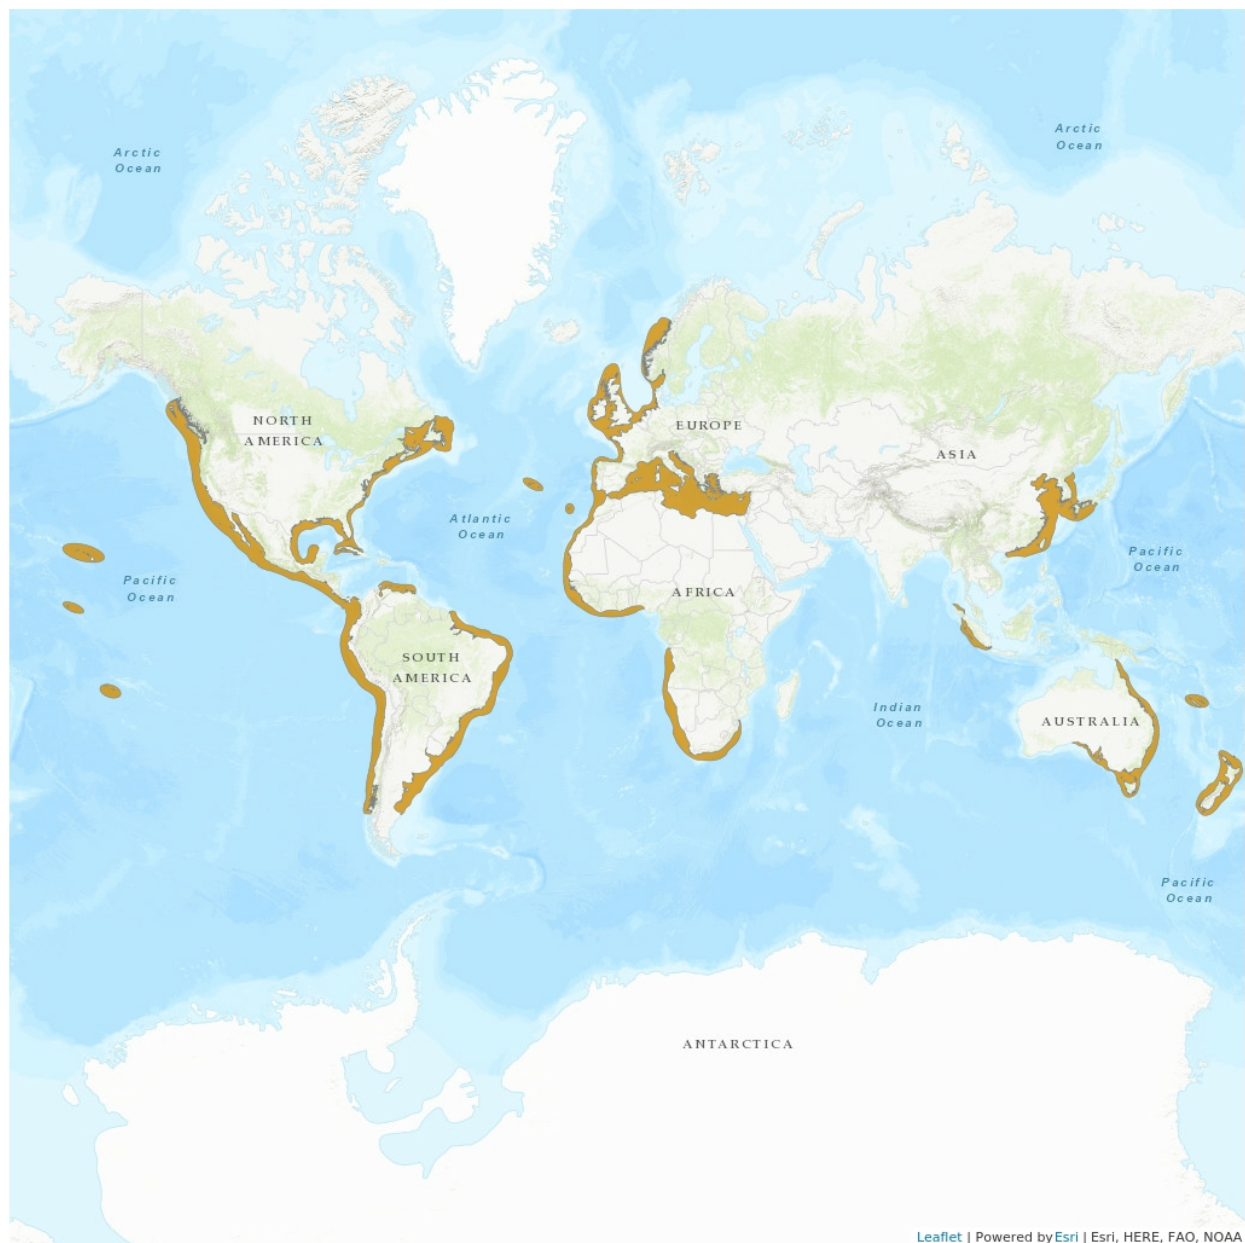 Arctic
Ocean
Arctic
Ocean
NORTH
AMERICA
EUROPE
ASIA
Atlantic
Ocean
Pacific
Ocean
Pacific
Ocean
AFRICA
SOUTH
AMERICA
Indian
Ocean
AUSTRALIA
Pacific
Ocean
ANTARCTICA
Leaflet | Powered by Esri | Esri, HERE, FAO, NOAA